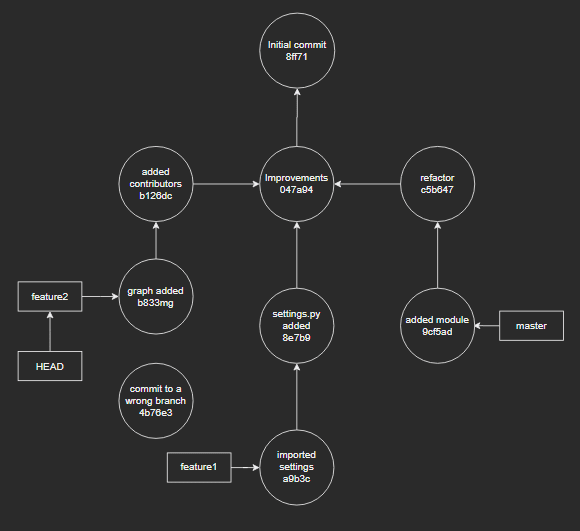 Initial commit
8ff71
added
contributors
b126dc
Improvements
047a94
refactor
c5b647
feature2
graph added
b833mg
settings.py
added
8e7b9
added module
9cf5ad
master
HEAD
commit to a
wrong branch
4b76e3
feature1
imported
settings
a9b3c